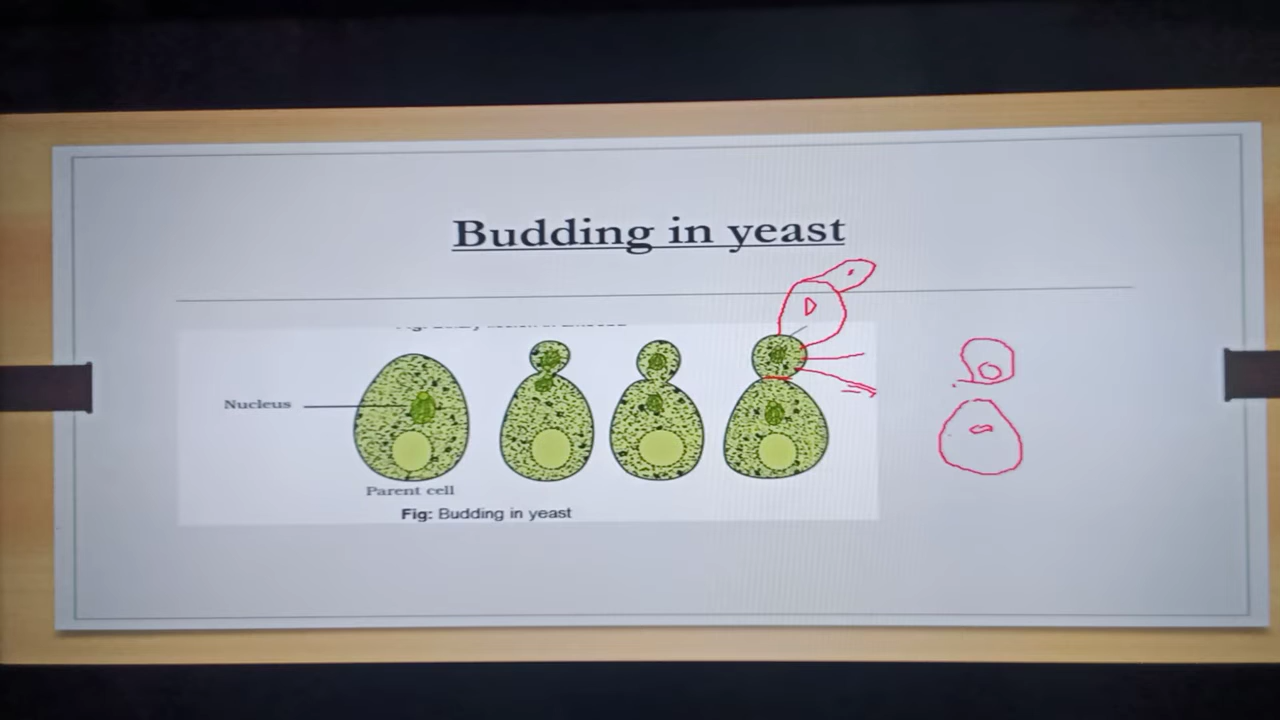 Budding in yeast
Nucleus
Parent cell
Fig: Budding in yeast